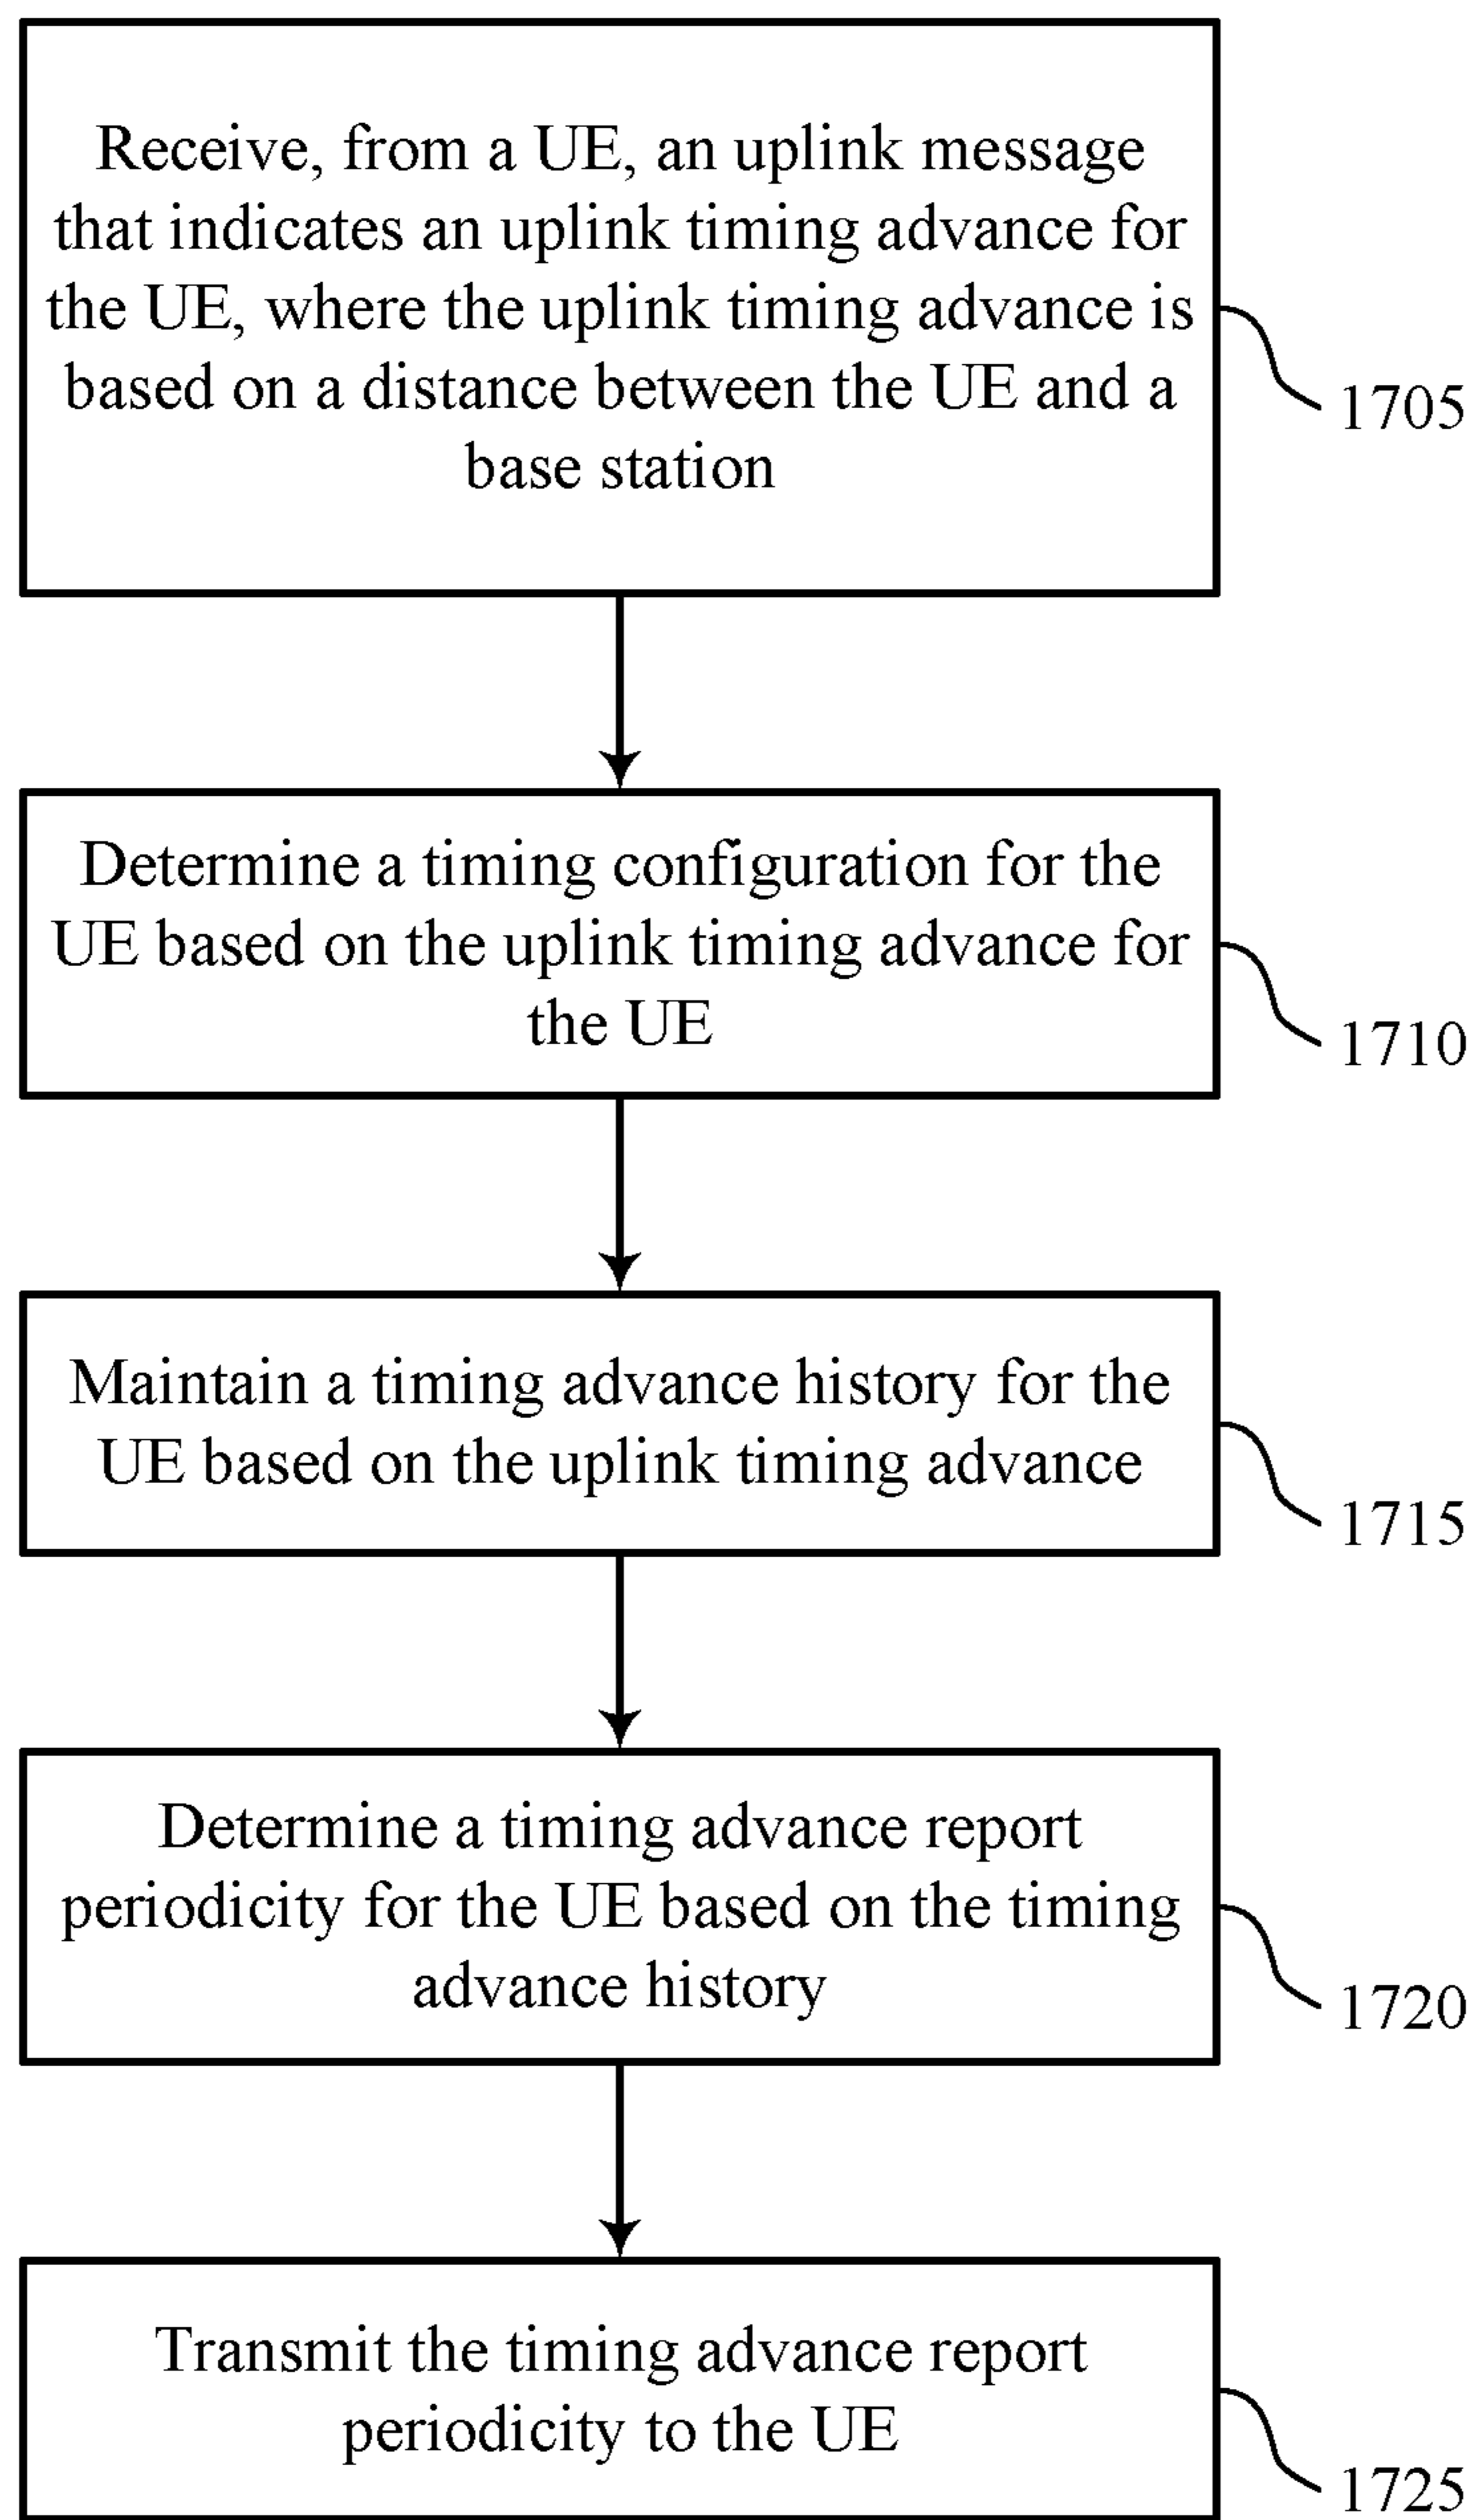 Receive, from a UE, an uplink message
that indicates an uplink timing advance for
the UE, where the uplink timing advance is
based on a distance between the UE and a
base station
1705
Determine a timing configuration for the
UE based on the uplink timing advance for
the UE
1710
Maintain a timing advance history for the
UE based on the uplink timing advance
1715
Determine a timing advance report
periodicity for the UE based on the timing
advance history
1720
Transmit the timing advance report
periodicity to the UE
1725